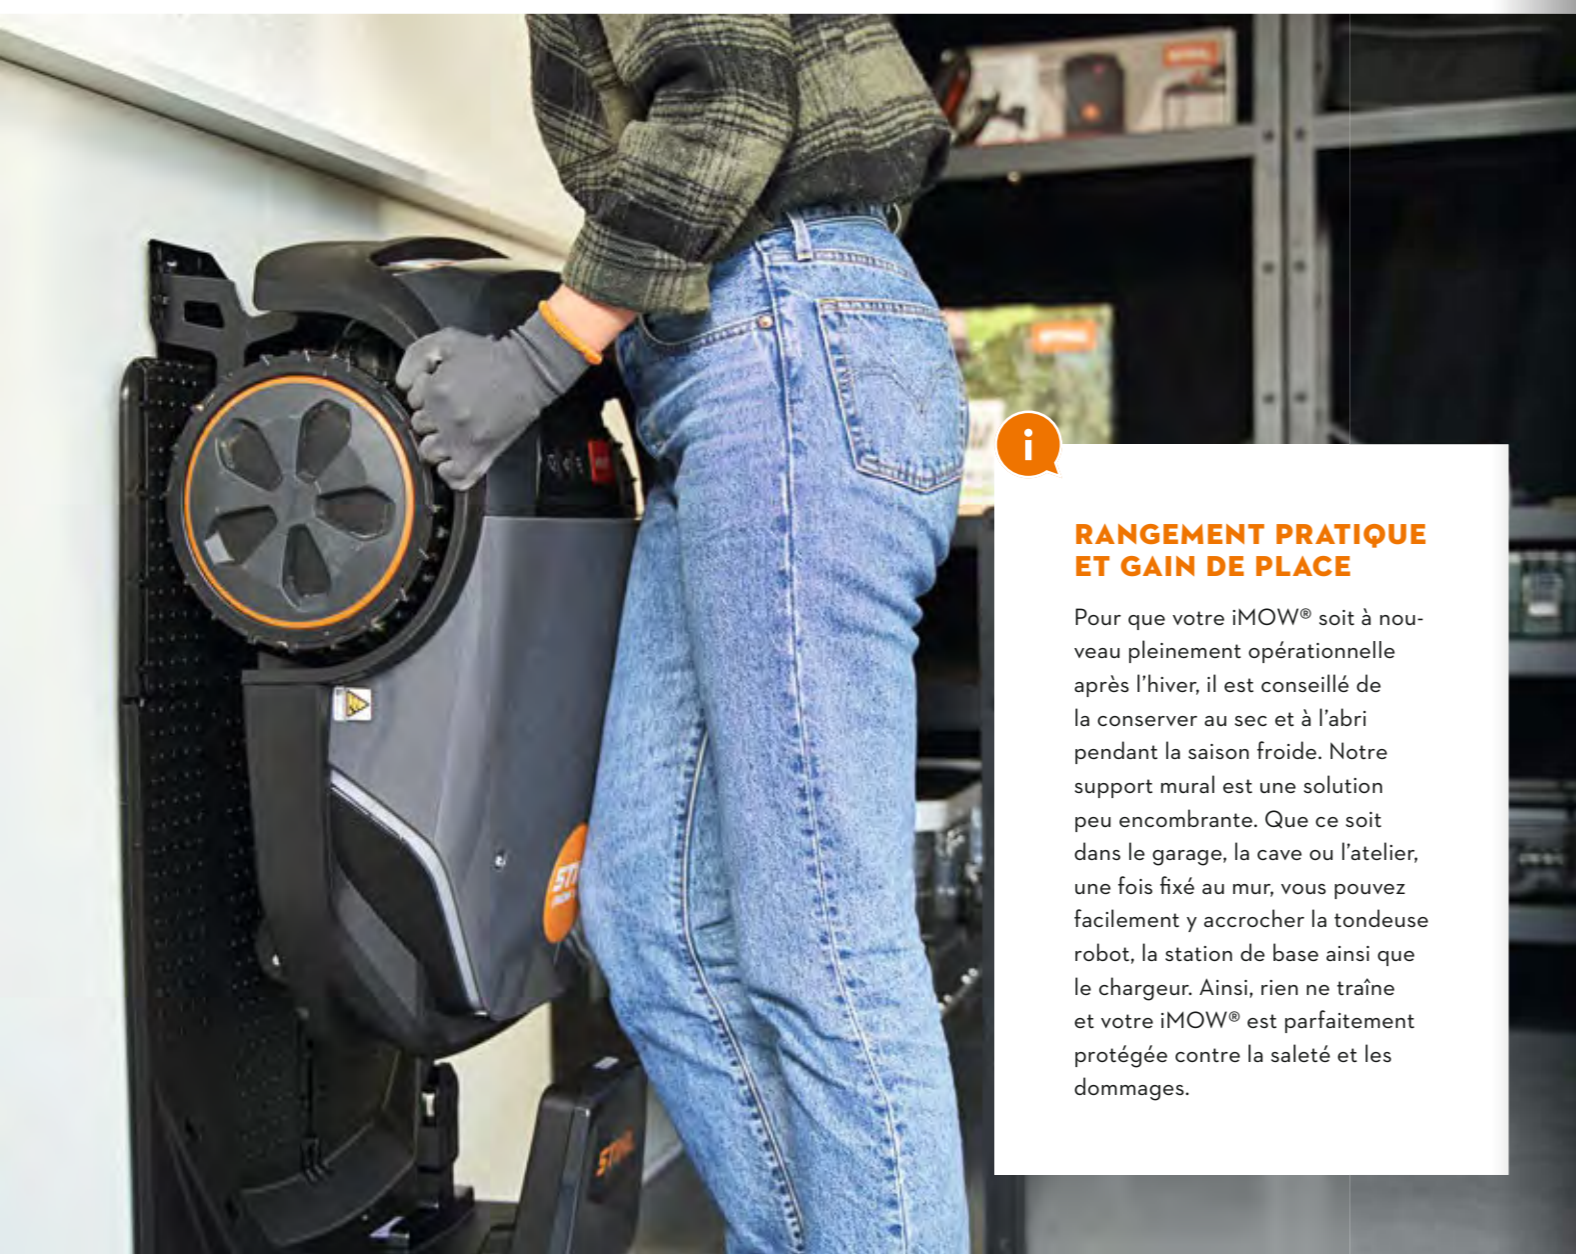 STIHL
i
RANGEMENT PRATIQUE
ET GAIN DE PLACE
Pour que votre iMOW® soit à nou-
veau pleinement opérationnelle
après l'hiver, il est conseillé de
la conserver au sec et à l'abri
pendant la saison froide. Notre
support mural est une solution
peu encombrante. Que ce soit
dans le garage, la cave ou l'atelier,
une fois fixé au mur, vous pouvez
facilement y accrocher la tondeuse
robot, la station de base ainsi que
le chargeur. Ainsi, rien ne traîne
et votre iMOW® est parfaitement
protégée contre la saleté et les
dommages.
STI
STIHL